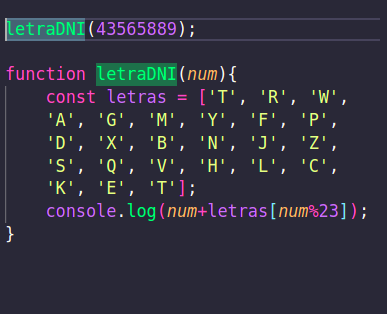 letraDNI(43565889);
function letraDNI(num){
const letras = ['T', 'R', 'W',
'A', 'G', 'M', 'Y', 'F', 'P',
'D', 'X', 'B', 'N', 'J', 'Z',
'S', 'Q', 'V', 'H', 'L', 'C',
'K', 'E', 'T'];
console.log(num+letras[num%23]);
}